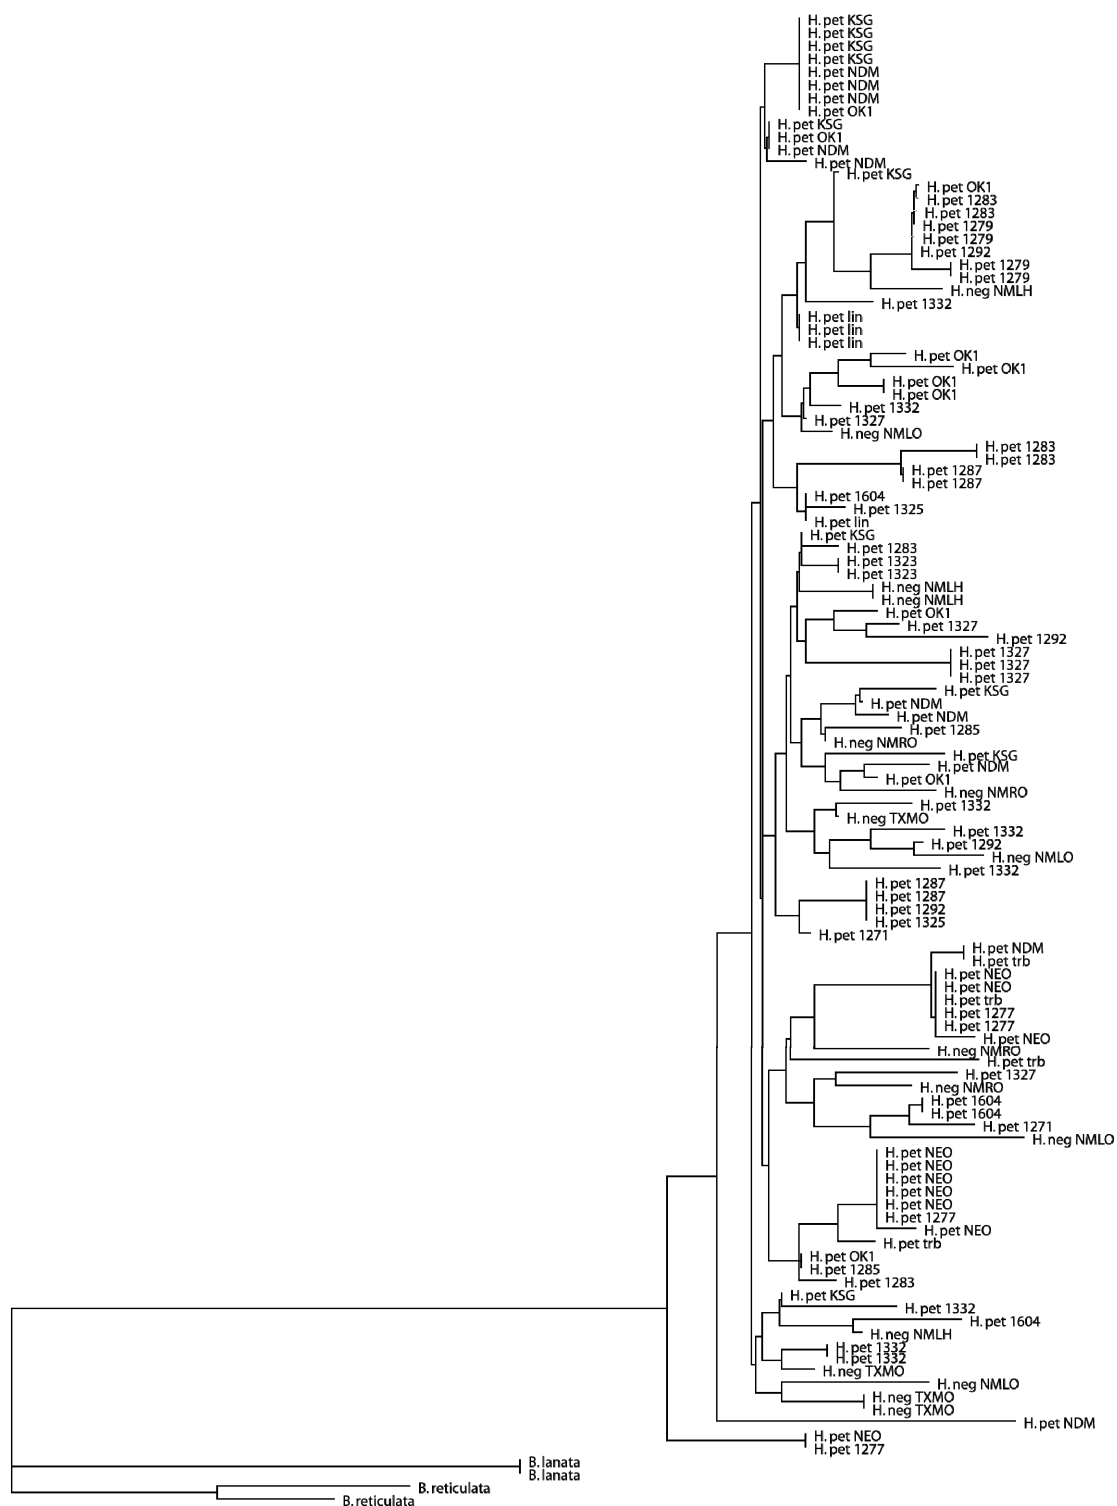 H. pet KSG
H. pet KSG
H. pet KSG
H. pet KSG
H. pet NDM
H. pet NDM
H. pet NDM
H. pet OK1
H. pet KSG
H. pet OK1
H. pet NDM
H. pet NDM
H. pet KSG
H. pet OK1
H. pet 1283
H. pet 1283
H. pet 1279
H. pet 1279
H. pet 1292
H. pet 1279
H. pet 1279
H. neg NMLH
H. pet 1332
H. pet lin
H. pet lin
H. pet lin
H. pet OK1
H. pet OK1
H. pet OK1
H. pet OK1
H. pet 1332
H. pet 1327
H. neg NMLO
H. pet 1283
H. pet 1283
H. pet 1287
H. pet 1287
H. pet 1604
H. pet 1325
H. pet lin
H. pet KSG
H. pet 1283
H. pet 1323
H. pet 1323
H. neg NMLH
H. neg NMLH
H. pet OK1
H. pet 1327
H. pet 1292
H. pet 1327
H. pet 1327
H. pet 1327
H. pet KSG
H. pet NDM
H. pet NDM
H. pet 1285
H. neg NMRO
H. pet KSG
H. pet NDM
H. pet OK1
H. neg NMRO
H. pet 1332
H. neg TXMO
H. pet 1332
H. pet 1292
H. neg NMLO
H. pet 1332
H. pet 1287
H. pet 1287
H. pet 1292
H. pet 1325
H. pet 1271
H. pet NDM
H. pet trb
H. pet NEO
H. pet NEO
H. pet trb
H. pet 1277
H. pet 1277
H. pet NEO
H. neg NMRO
H. pet trb
H. pet 1327
H. neg NMRO
H. pet 1604
H. pet 1604
H. pet 1271
H. neg NMLO
H. pet NEO
H. pet NEO
H. pet NEO
H. pet NEO
H. pet NEO
H. pet 1277
H. pet NEO
H. pet trb
H. pet OK1
H. pet 1285
H. pet 1283
H. pet KSG
H. pet 1332
H. pet 1604
H. neg NMLH
H. pet 1332
H. pet 1332
H. neg TXMO
H. neg NMLO
H. neg TXMO
H. neg TXMO
H. pet NDM
H. pet NEO
H. pet 1277
B. lanata
B. lanata
B. reticulata
B. reticulata